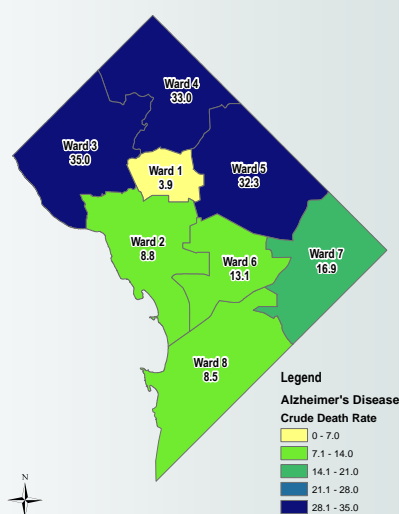 Ward 4
33.0
Ward 3
35.0
Ward 1
3.9
Ward 5
32.3
Ward 2
8.8
Ward 6
13.1
Ward 7
16.9
Ward 8
8.5
Legend
Alzheimer's Disease
Crude Death Rate
0 - 7.0
7.1 - 14.0
14.1 - 21.0
21.1 - 28.0
28.1 - 35.0
N